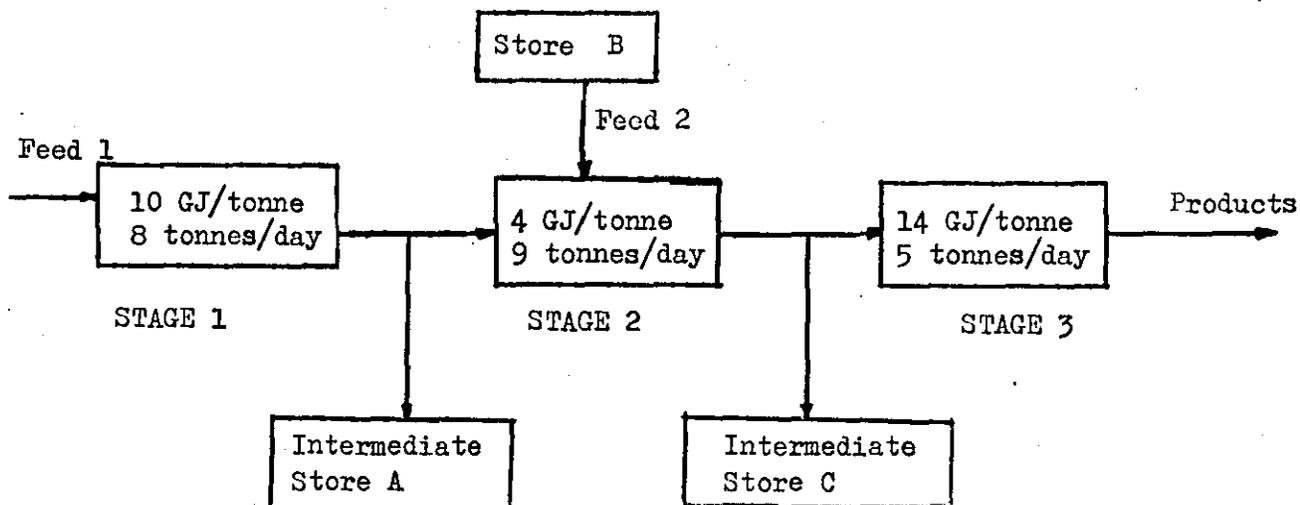 Store B
Feed 2
Feed 1
10 GJ/tonne
8 tonnes/day
STAGE 1
4 GJ/tonne
9 tonnes/day
STAGE 2
14 GJ/tonne
5 tonnes/day
STAGE 3
Products
Intermediate
Store A
Intermediate
Store C